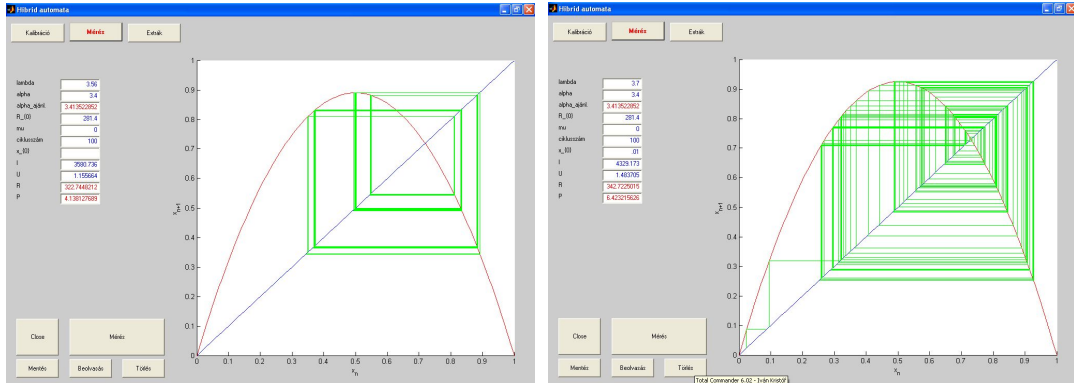 Hibrid automata
Kalibráció
Mérés
Extrák
lambda 3.56
alpha 3.4
alpha_ajánl. 3.413522852
R_{0} 281.4
mu 0
ciklusszám 100
x_{0}
I 3580.736
U 1.155664
R 322.7448212
P 4.138127689
x_{n+1}
1
0.9
0.8
0.7
0.6
0.5
0.4
0.3
0.2
0.1
0
0 0.1 0.2 0.3 0.4 0.5 0.6 0.7 0.8 0.9 1
x_n
Close
Mérés
Mentés
Beolvasás
Törlés
Hibrid automata
Kalibráció
Mérés
Extrák
lambda 3.7
alpha 3.4
alpha_ajánl. 3.413522852
R_{0} 281.4
mu 0
ciklusszám 100
x_{0} .01
I 4329.173
U 1.483705
R 342.7225015
P 6.423215626
x_{n+1}
1
0.9
0.8
0.7
0.6
0.5
0.4
0.3
0.2
0.1
0
0 0.1 0.2 0.3 0.4 0.5 0.6 0.7 0.8 0.9 1
x_n
Close
Mérés
Mentés
Beolvasás
Törlés
Total Commander 6.02 - Iván Kristóf